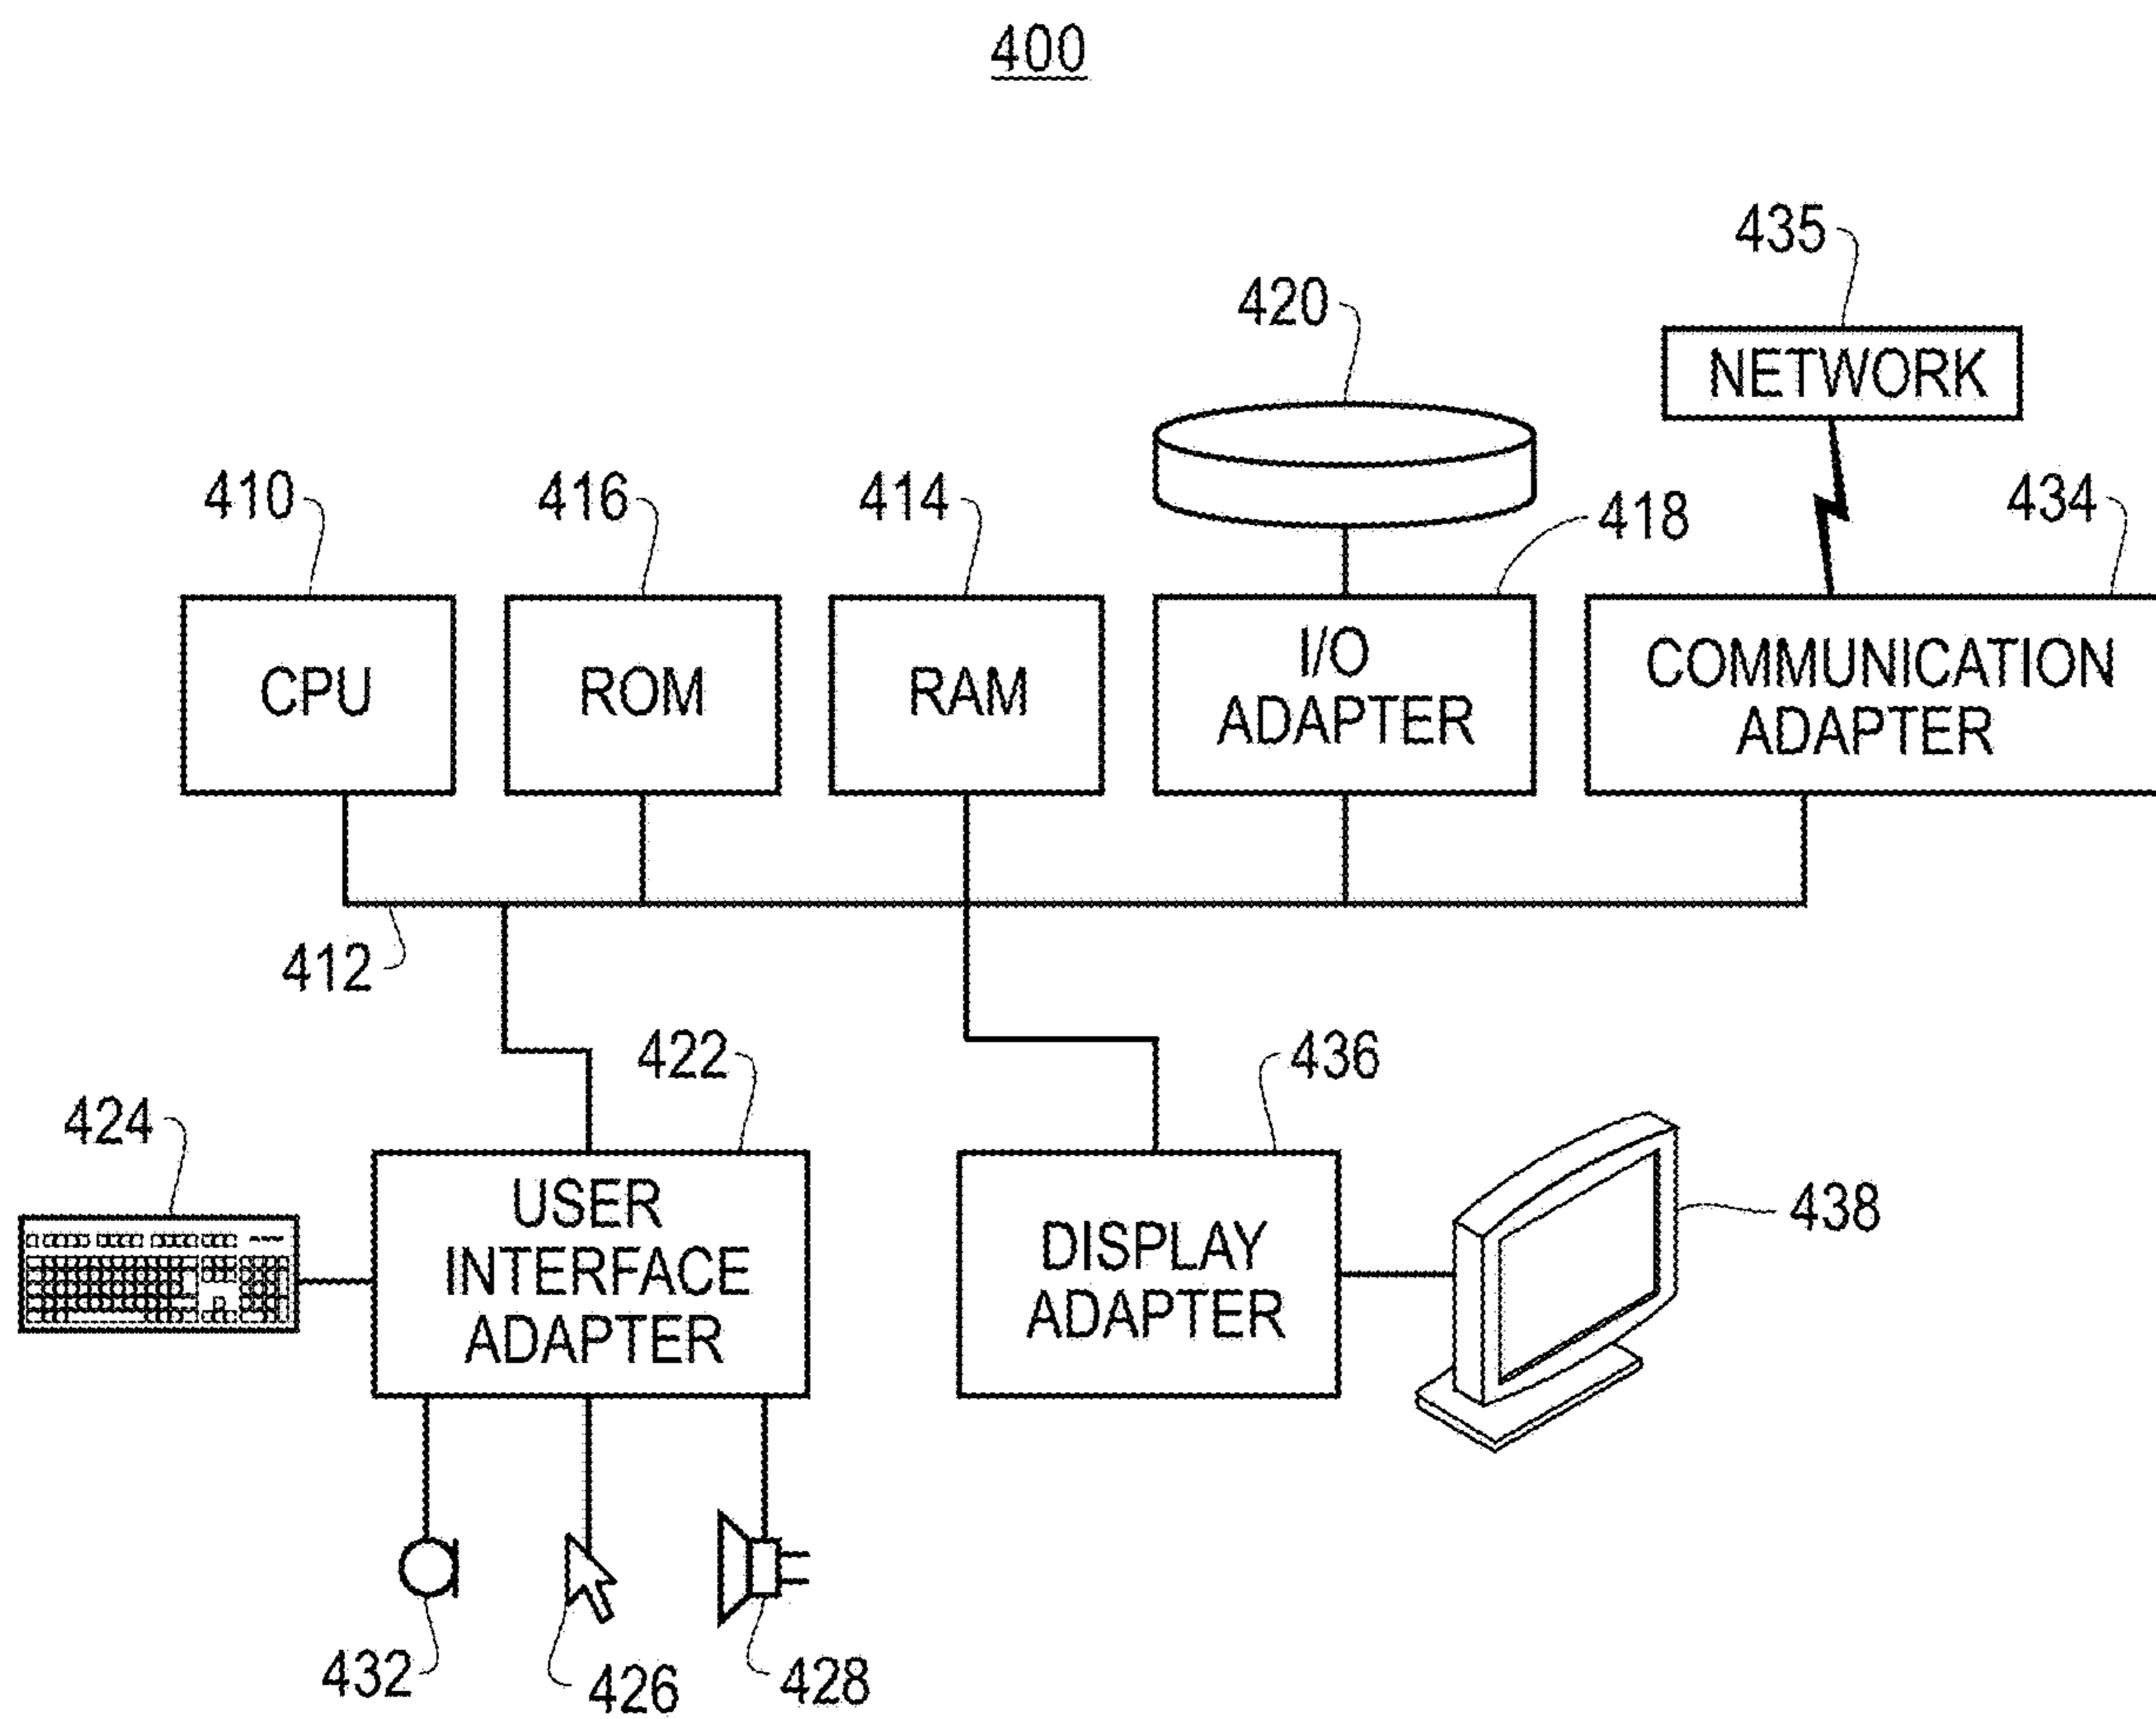 400
435
420
NETWORK
410
416
414
418
434
CPU
ROM
RAM
I/O
ADAPTER
COMMUNICATION
ADAPTER
412
422
436
424
USER
INTERFACE
ADAPTER
DISPLAY
ADAPTER
438
432
426
428